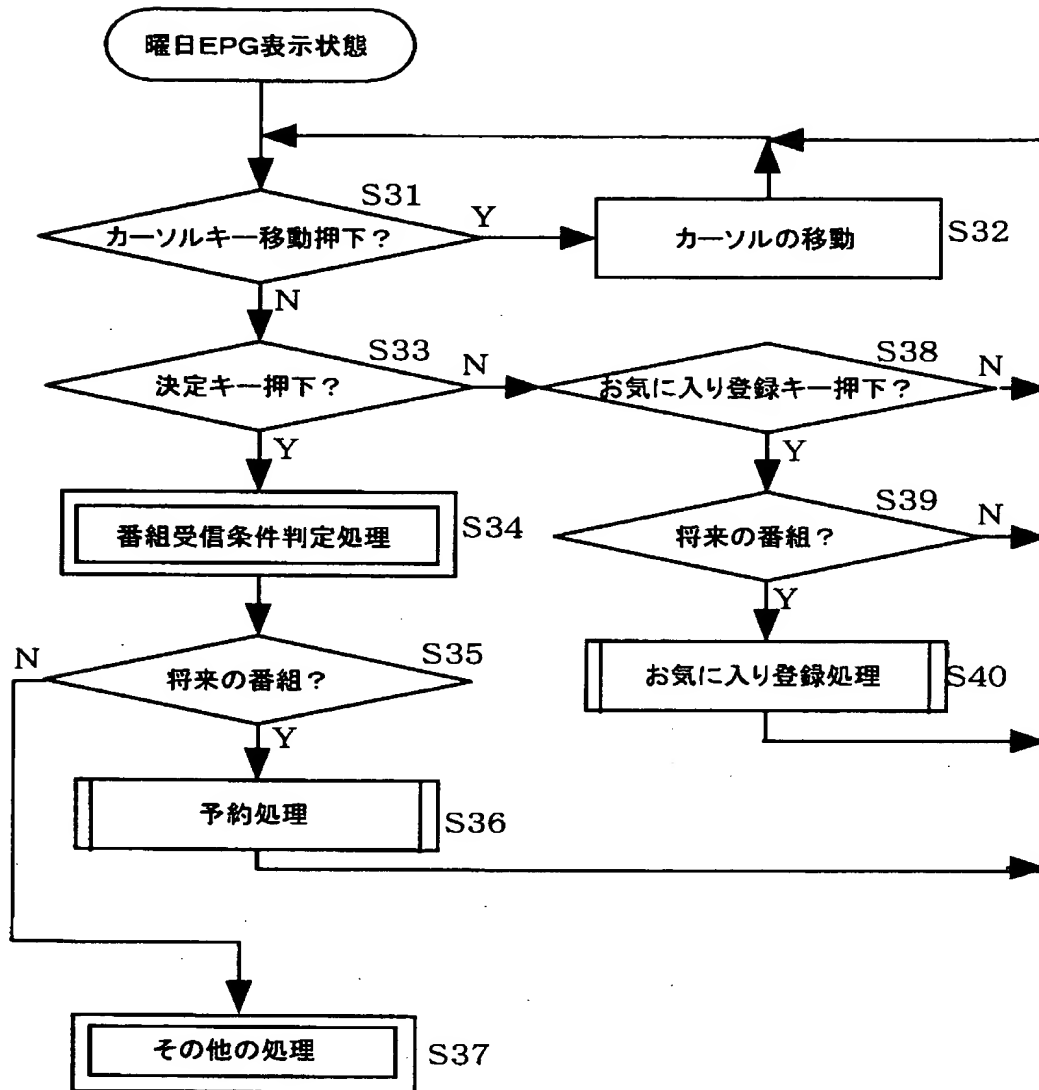 曜日EPG表示状態
S31
カーソルキー移動押下？
Y
カーソルの移動
S32
N
S33
決定キー押下？
N
S38
お気に入り登録キー押下？
N
Y
Y
番組受信条件判定処理
S34
S39
将来の番組？
N
Y
N
S35
将来の番組？
お気に入り登録処理
S40
Y
予約処理
S36
その他の処理
S37